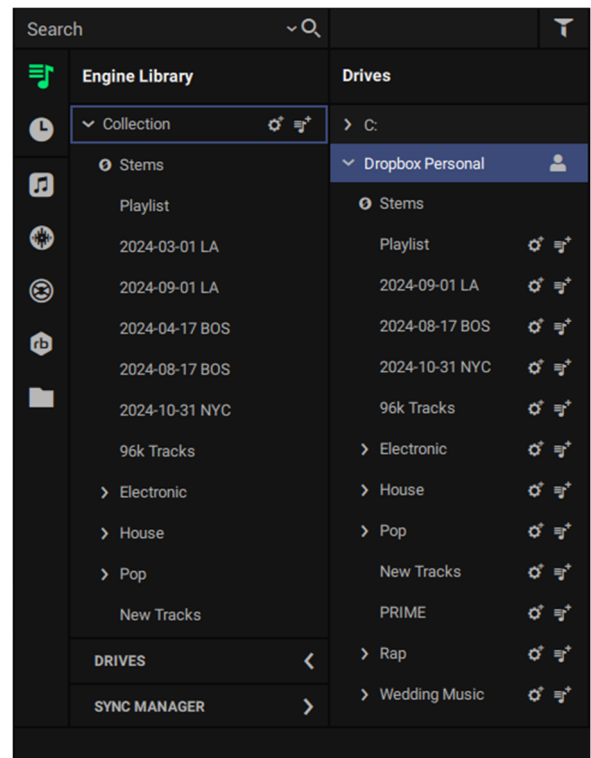 Search
Engine Library
Collection
Stems
Playlist
2024-03-01 LA
2024-09-01 LA
2024-04-17 BOS
2024-08-17 BOS
2024-10-31 NYC
96k Tracks
Electronic
House
Pop
New Tracks
DRIVES
SYNC MANAGER
rb
Drives
C:
Dropbox Personal
Stems
Playlist
2024-09-01 LA
2024-08-17 BOS
2024-10-31 NYC
96k Tracks
Electronic
House
Pop
New Tracks
PRIME
Rap
Wedding Music